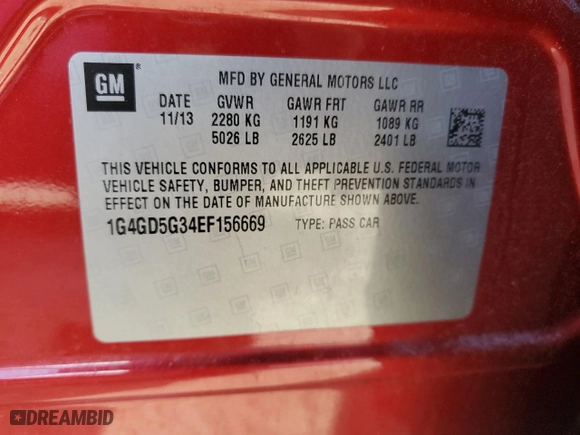 GM ® MFD BY GENERAL MOTORS LLC
DATE GVWR GAWR FRT GAWR RR
11/13 2280 KG 1191 KG 1089 KG
5026 LB 2625 LB 2401 LB
THIS VEHICLE CONFORMS TO ALL APPLICABLE U.S. FEDERAL MOTOR
VEHICLE SAFETY, BUMPER, AND THEFT PREVENTION STANDARDS IN
EFFECT ON THE DATE OF MANUFACTURE SHOWN ABOVE.
1G4GD5G34EF156669 TYPE: PASS CAR
DREAMBID